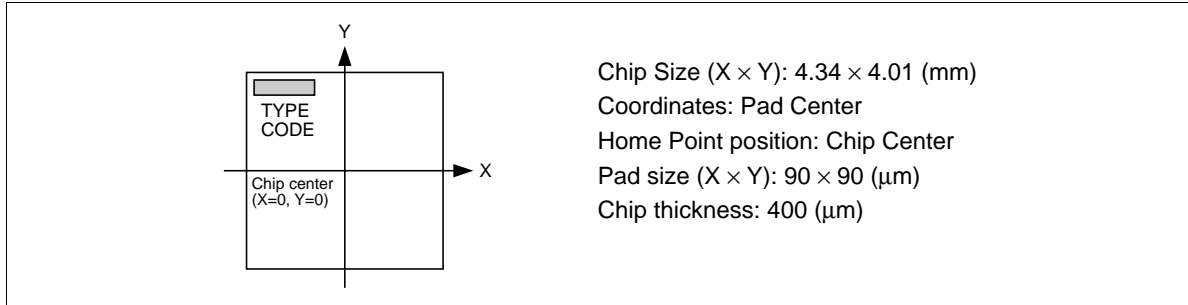 Y
TYPE
CODE
X
Chip center
(X=0, Y=0)
Chip Size (X × Y): 4.34 × 4.01 (mm)
Coordinates: Pad Center
Home Point position: Chip Center
Pad size (X × Y): 90 × 90 (μm)
Chip thickness: 400 (μm)